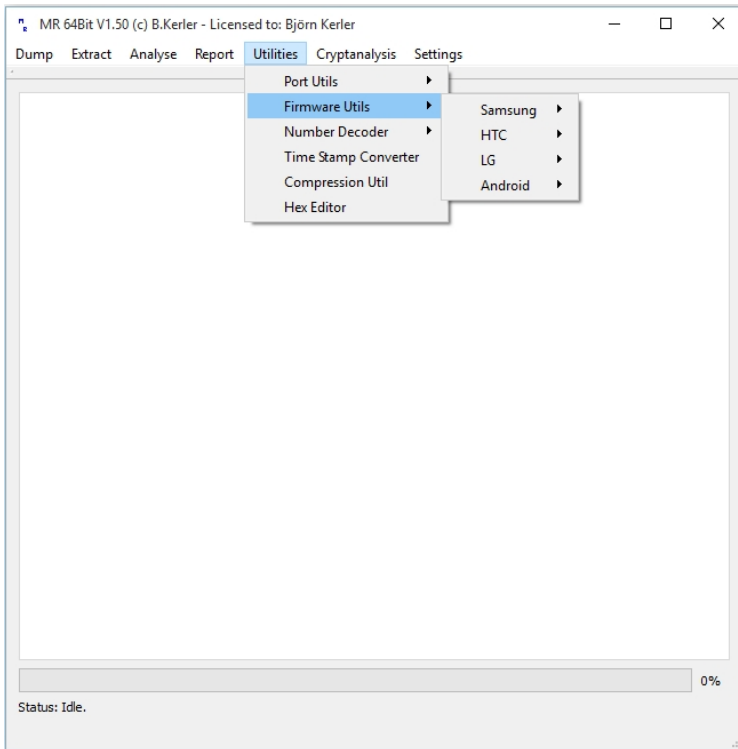 MR 64Bit V1.50 (c) B.Kerler - Licensed to: Björn Kerler
Dump Extract Analyse Report Utilities Cryptanalysis Settings
Port Utils
Firmware Utils
Number Decoder
Time Stamp Converter
Compression Util
Hex Editor
Samsung
HTC
LG
Android
0%
Status: Idle.